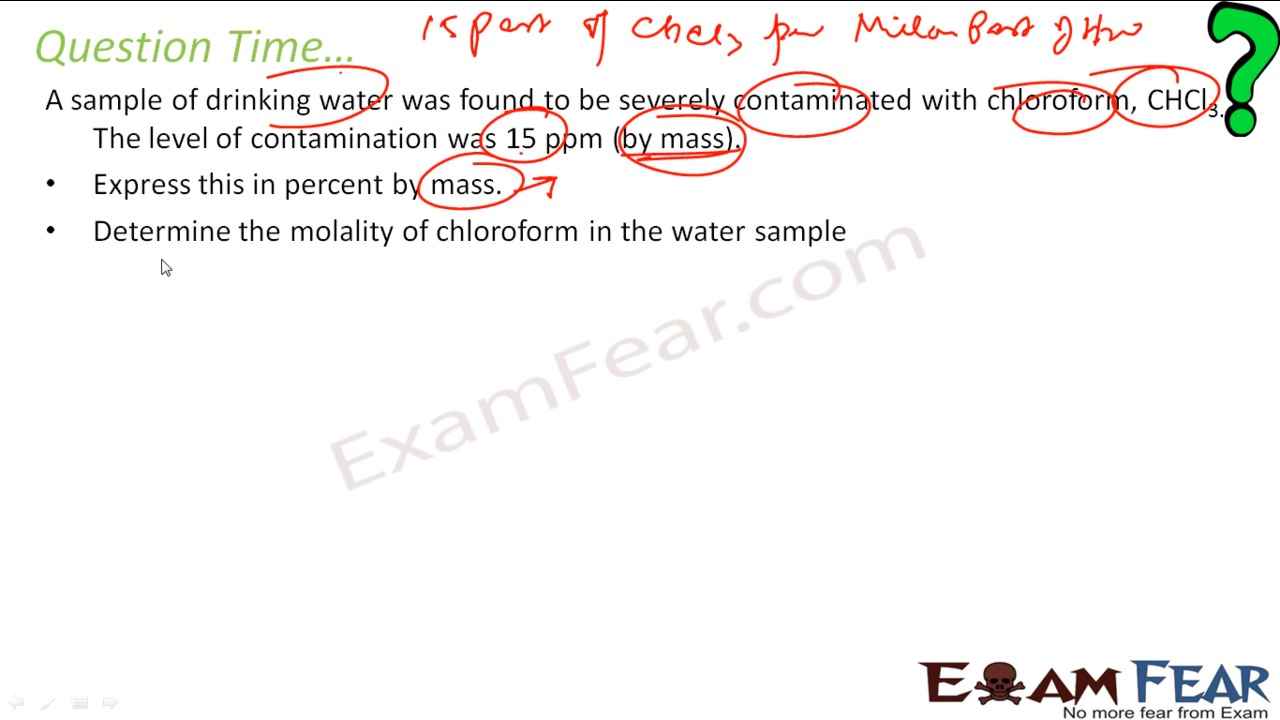 15 Part of CHCl3 per Million Part of H2O
Question Time...
A sample of drinking water was found to be severely contaminated with chloroform, CHCl3.
The level of contamination was 15 ppm (by mass).
• Express this in percent by mass.
• Determine the molality of chloroform in the water sample
ExamFear.com
EXAM FEAR
No more fear from Exam